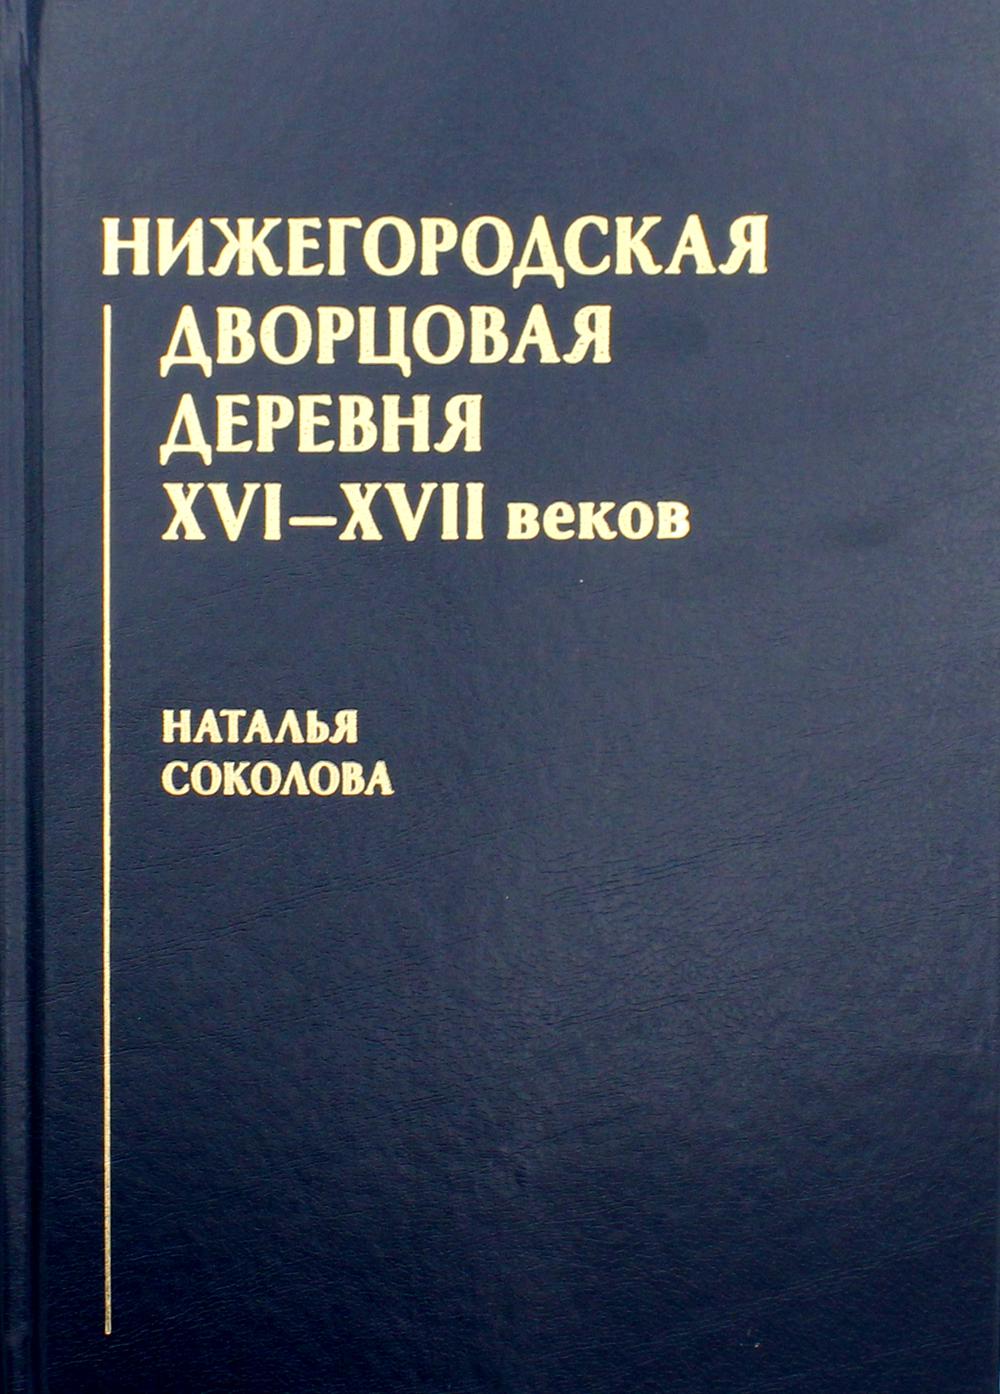 НИЖЕГОРОДСКАЯ
ДВОРЦОВАЯ
ДЕРЕВНЯ
XVI–XVII веков
НАТАЛЬЯ
СОКОЛОВА